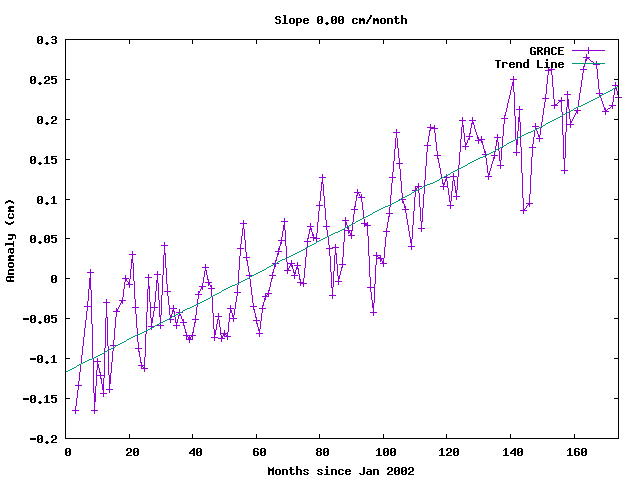 Slope 0.00 cm/month
GRACE
Trend Line
0.3
0.25
0.2
0.15
0.1
0.05
0
-0.05
-0.1
-0.15
-0.2
Anomaly (cm)
0 20 40 60 80 100 120 140 160
Months since Jan 2002